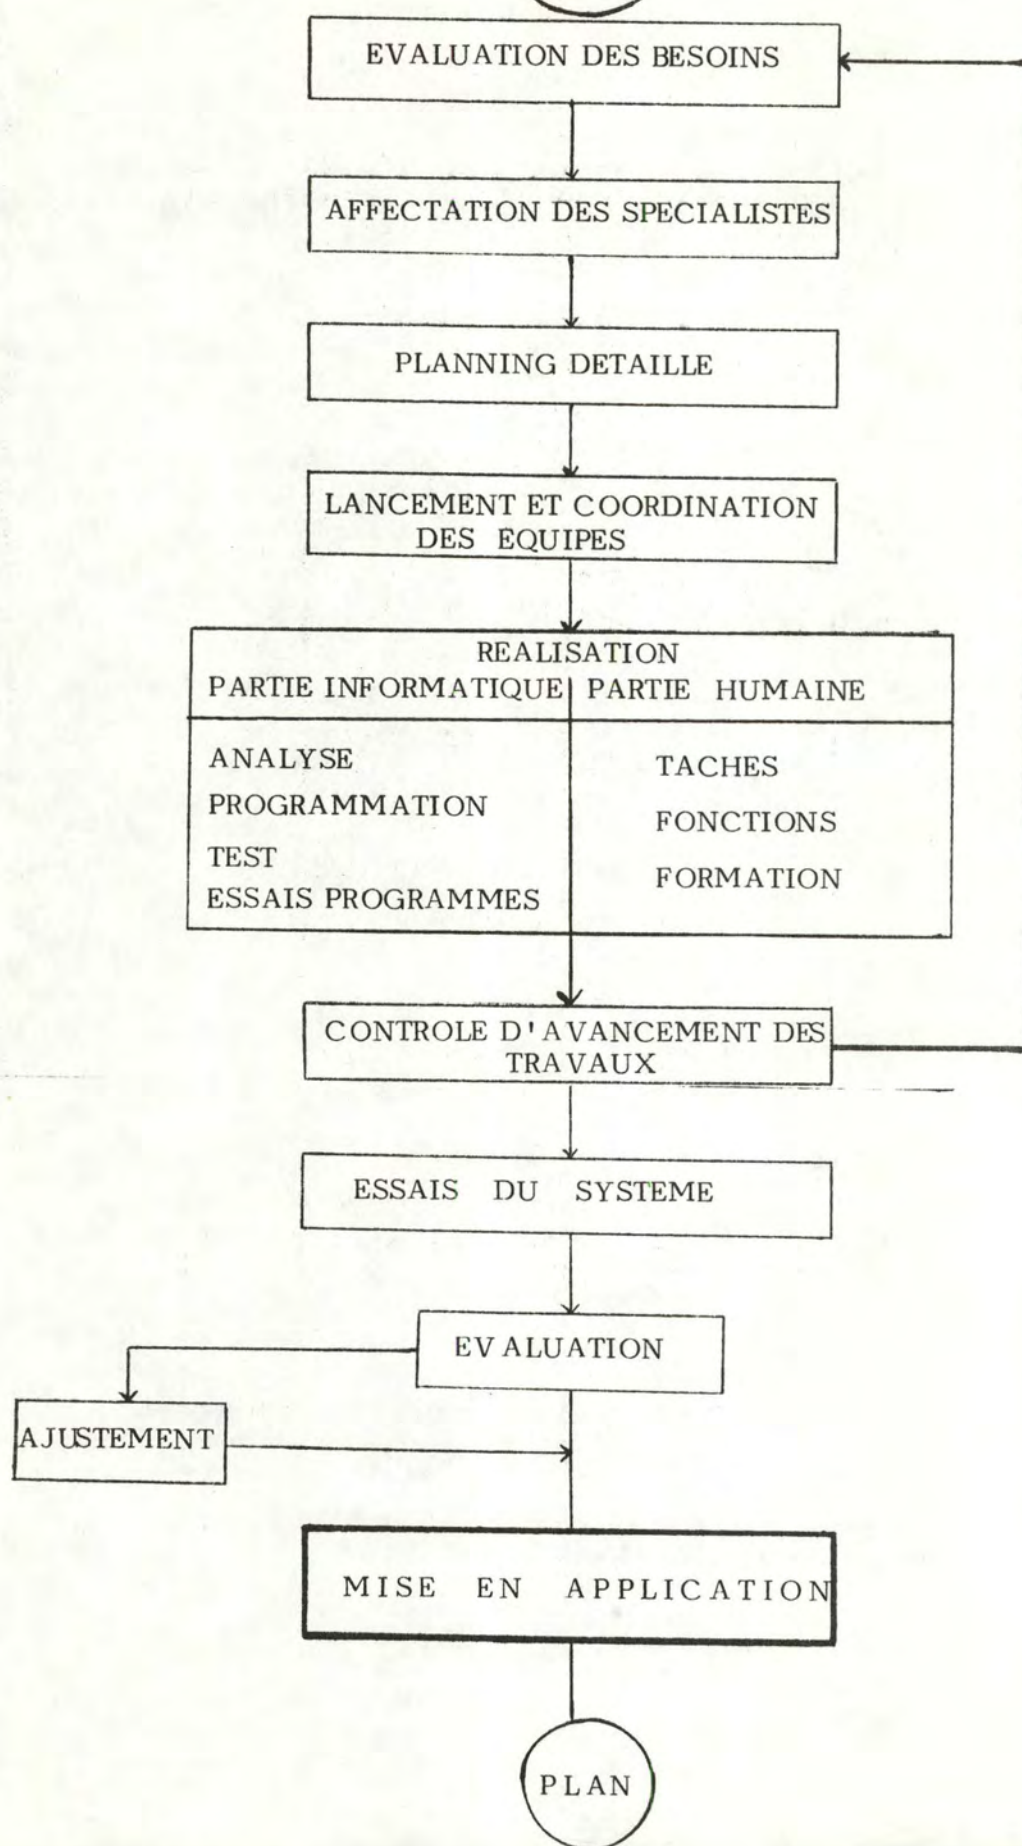 EVALUATION DES BESOINS
AFFECTATION DES SPECIALISTES
PLANNING DETAILLE
LANCEMENT ET COORDINATION
DES EQUIPES
REALISATION
PARTIE INFORMATIQUE PARTIE HUMAINE
ANALYSE
PROGRAMMATION
TEST
ESSAIS PROGRAMMES
TACHES
FONCTIONS
FORMATION
CONTROLE D'AVANCEMENT DES
TRAVAUX
ESSAIS DU SYSTEME
EVALUATION
AJUSTEMENT
MISE EN APPLICATION
PLAN